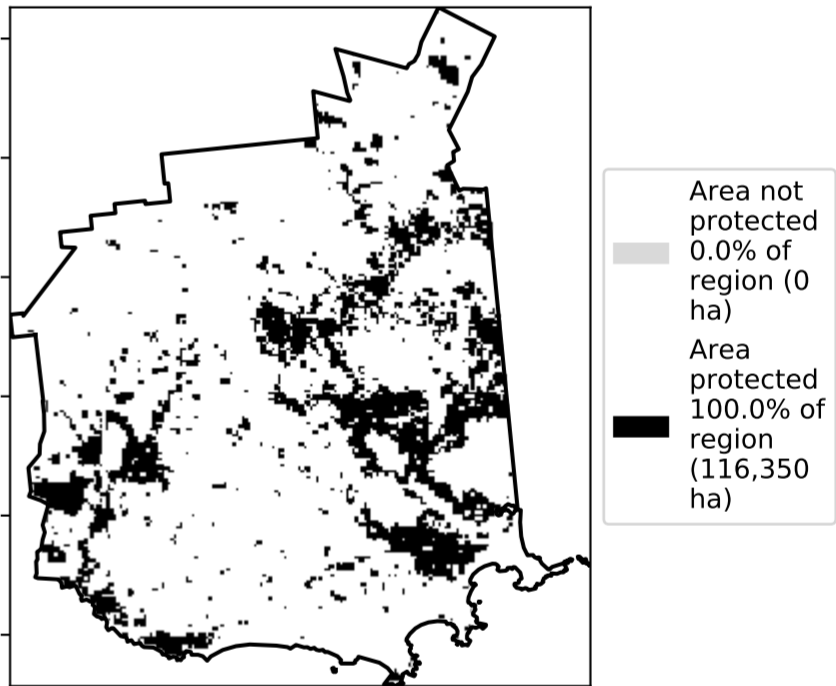 Area not
protected
0.0% of
region (0
ha)
Area
protected
100.0% of
region
(116,350
ha)